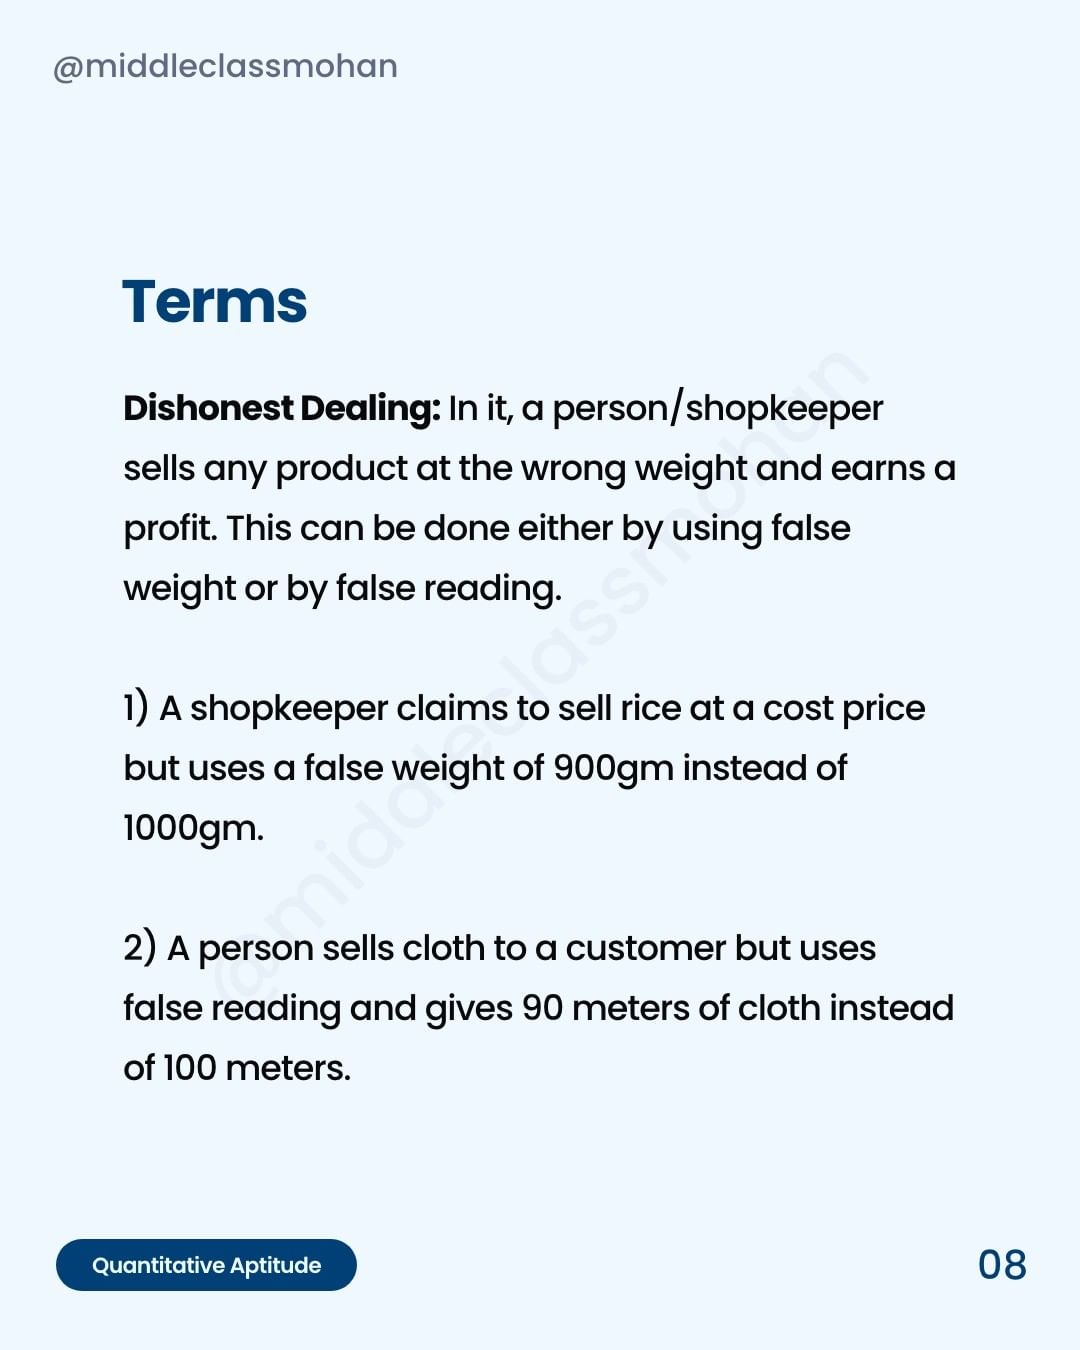 @middleclassmohan
Terms
Dishonest Dealing: In it, a person/shopkeeper
sells any product at the wrong weight and earns a
profit. This can be done either by using false
weight or by false reading.
1) A shopkeeper claims to sell rice at a cost price
but uses a false weight of 900gm instead of
1000gm.
2) A person sells cloth to a customer but uses
false reading and gives 90 meters of cloth instead
of 100 meters.
@middleclassmohan
Quantitative Aptitude
08